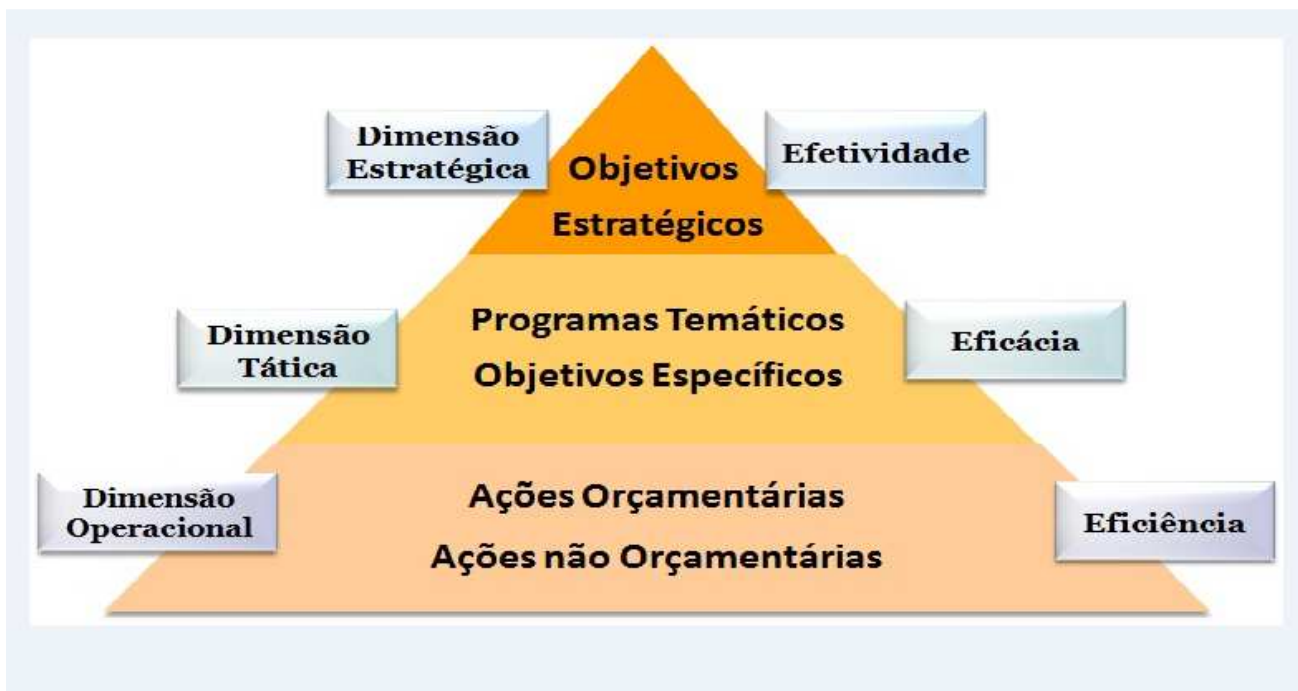 Dimensão
Estratégica
Objetivos
Estratégicos
Efetividade
Dimensão
Tática
Programas Temáticos
Objetivos Específicos
Eficácia
Dimensão
Operacional
Ações Orçamentárias
Ações não Orçamentárias
Eficiência